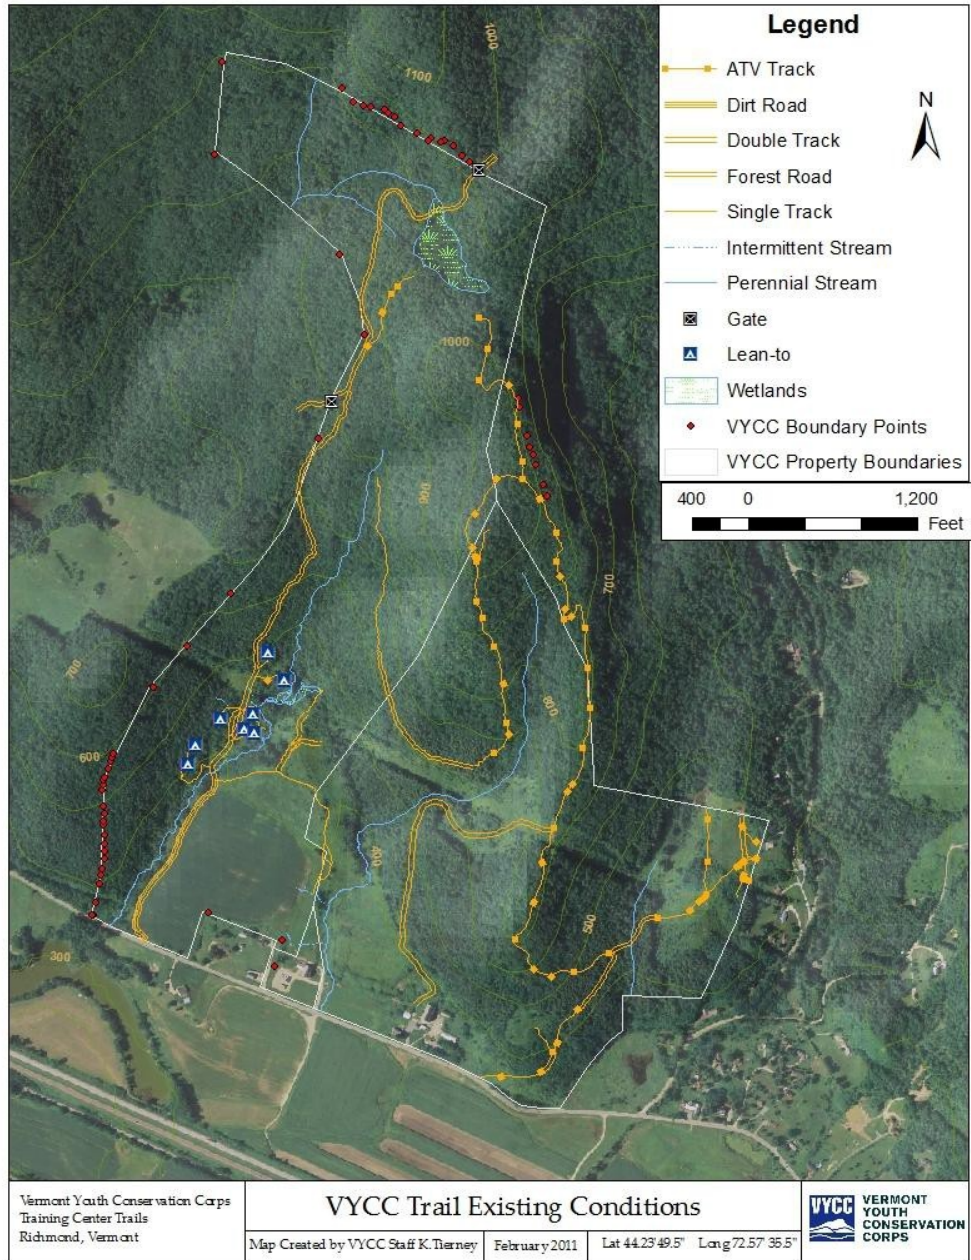 Legend
ATV Track
Dirt Road
Double Track
Forest Road
Single Track
Intermittent Stream
Perennial Stream
Gate
Lean-to
Wetlands
VYCC Boundary Points
VYCC Property Boundaries
N
400 0 1,200
Feet
1000
1100
1000
900
700
700
800
600
400
500
300
Vermont Youth Conservation Corps
Training Center Trails
Richmond, Vermont
VYCC Trail Existing Conditions
Map Created by VYCC Staff K.Tierney
February 2011
Lat 44.23'49.5" Long 72.57' 35.5"
VYCC
VERMONT
YOUTH
CONSERVATION
CORPS